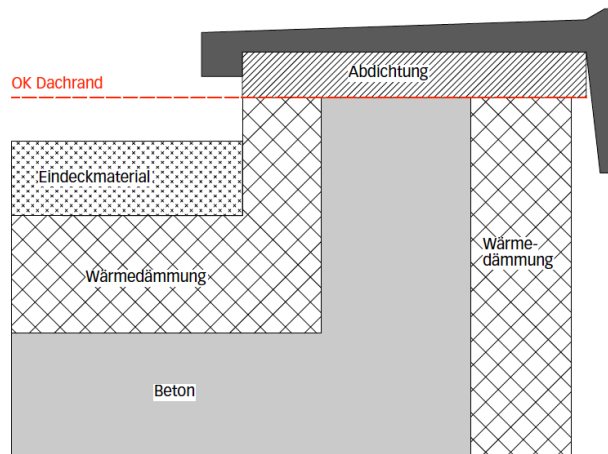 Abdichtung
OK Dachrand
Eindeckmaterial
Wärme-
dämmung
Wärmedämmung
Beton